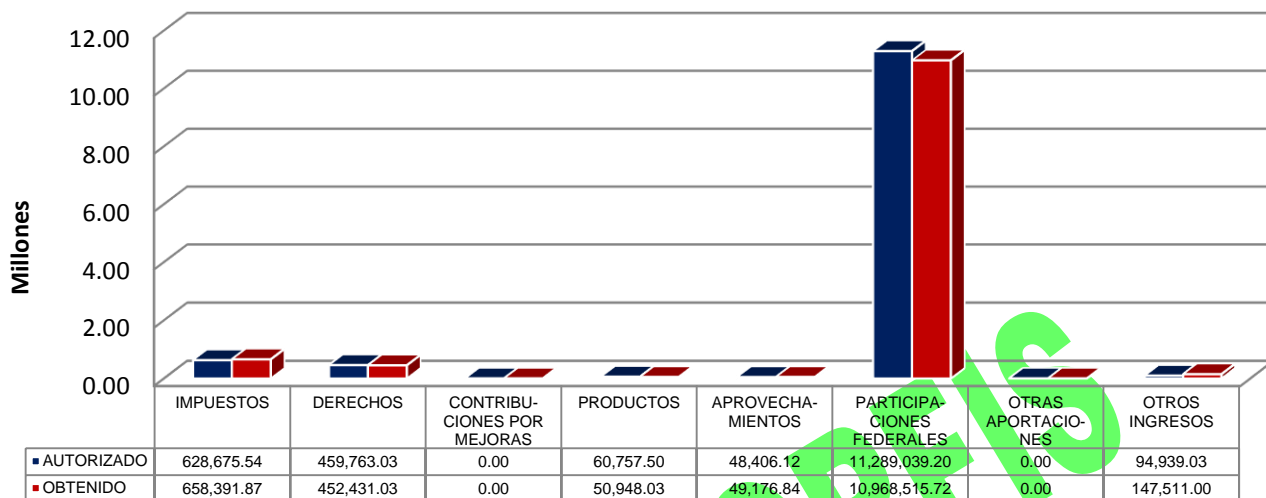 12.00
10.00
8.00
6.00
4.00
2.00
0.00
Millones
IMPUESTOS DERECHOS CONTRIBU-CIONES POR MEJORAS PRODUCTOS APROVECHA-MIENTOS PARTICIPA-CIONES FEDERALES OTRAS APORTACIO-NES OTROS INGRESOS
AUTORIZADO 628,675.54 459,763.03 0.00 60,757.50 48,406.12 11,289,039.20 0.00 94,939.03
OBTENIDO 658,391.87 452,431.03 0.00 50,948.03 49,176.84 10,968,515.72 0.00 147,511.00